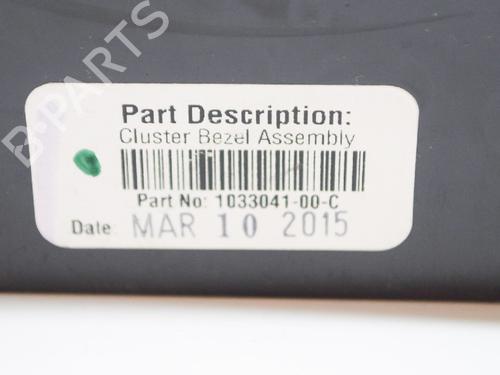 B-PARTS
Part Description:
Cluster Bezel Assembly
Part No: 1033041-00-C
Date: MAR 10 2015